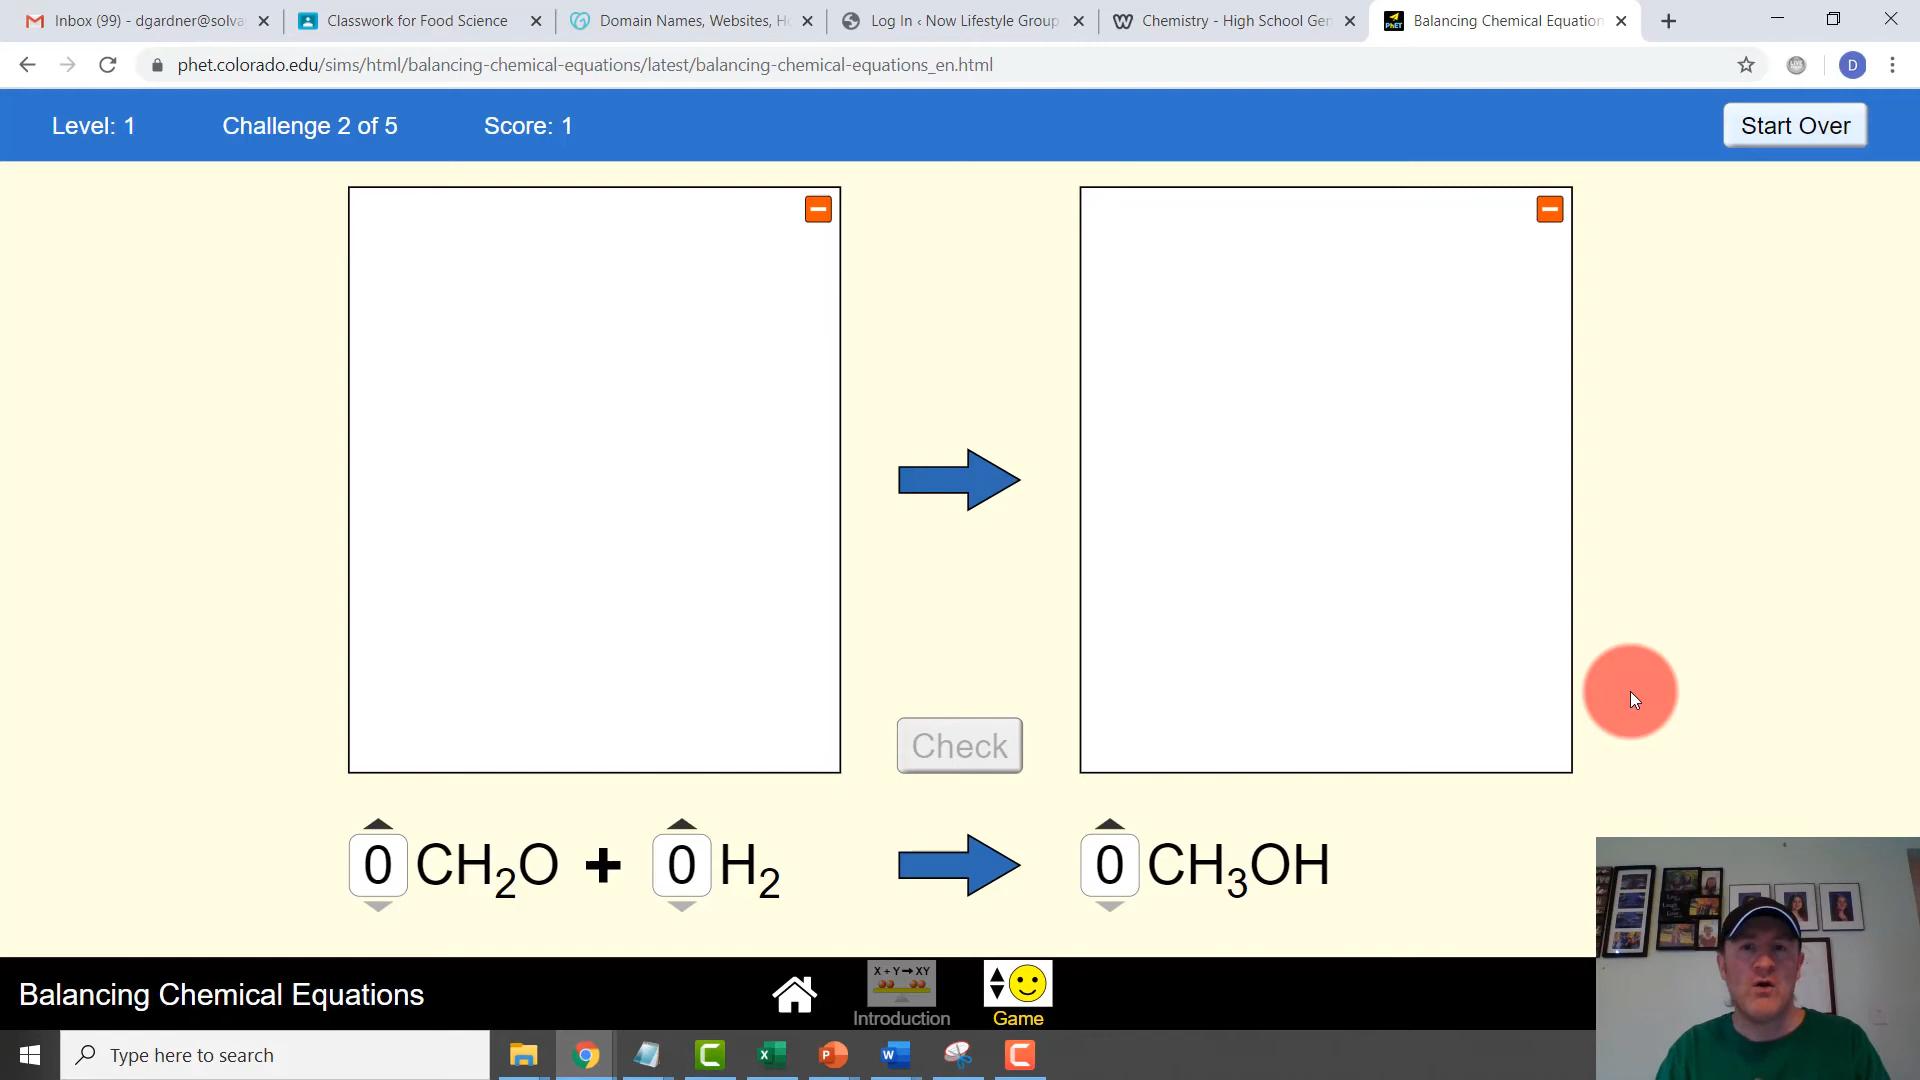 Inbox (99) - dgardner@solva
Classwork for Food Science
Domain Names, Websites, Ho
Log In ‹ Now Lifestyle Group
Chemistry - High School Gen
Balancing Chemical Equation
phet.colorado.edu/sims/html/balancing-chemical-equations/latest/balancing-chemical-equations_en.html
D
Level: 1
Challenge 2 of 5
Score: 1
Start Over
Check
0 CH₂O + 0 H₂
0 CH₃OH
Balancing Chemical Equations
X + Y → XY
Introduction
Game
Type here to search